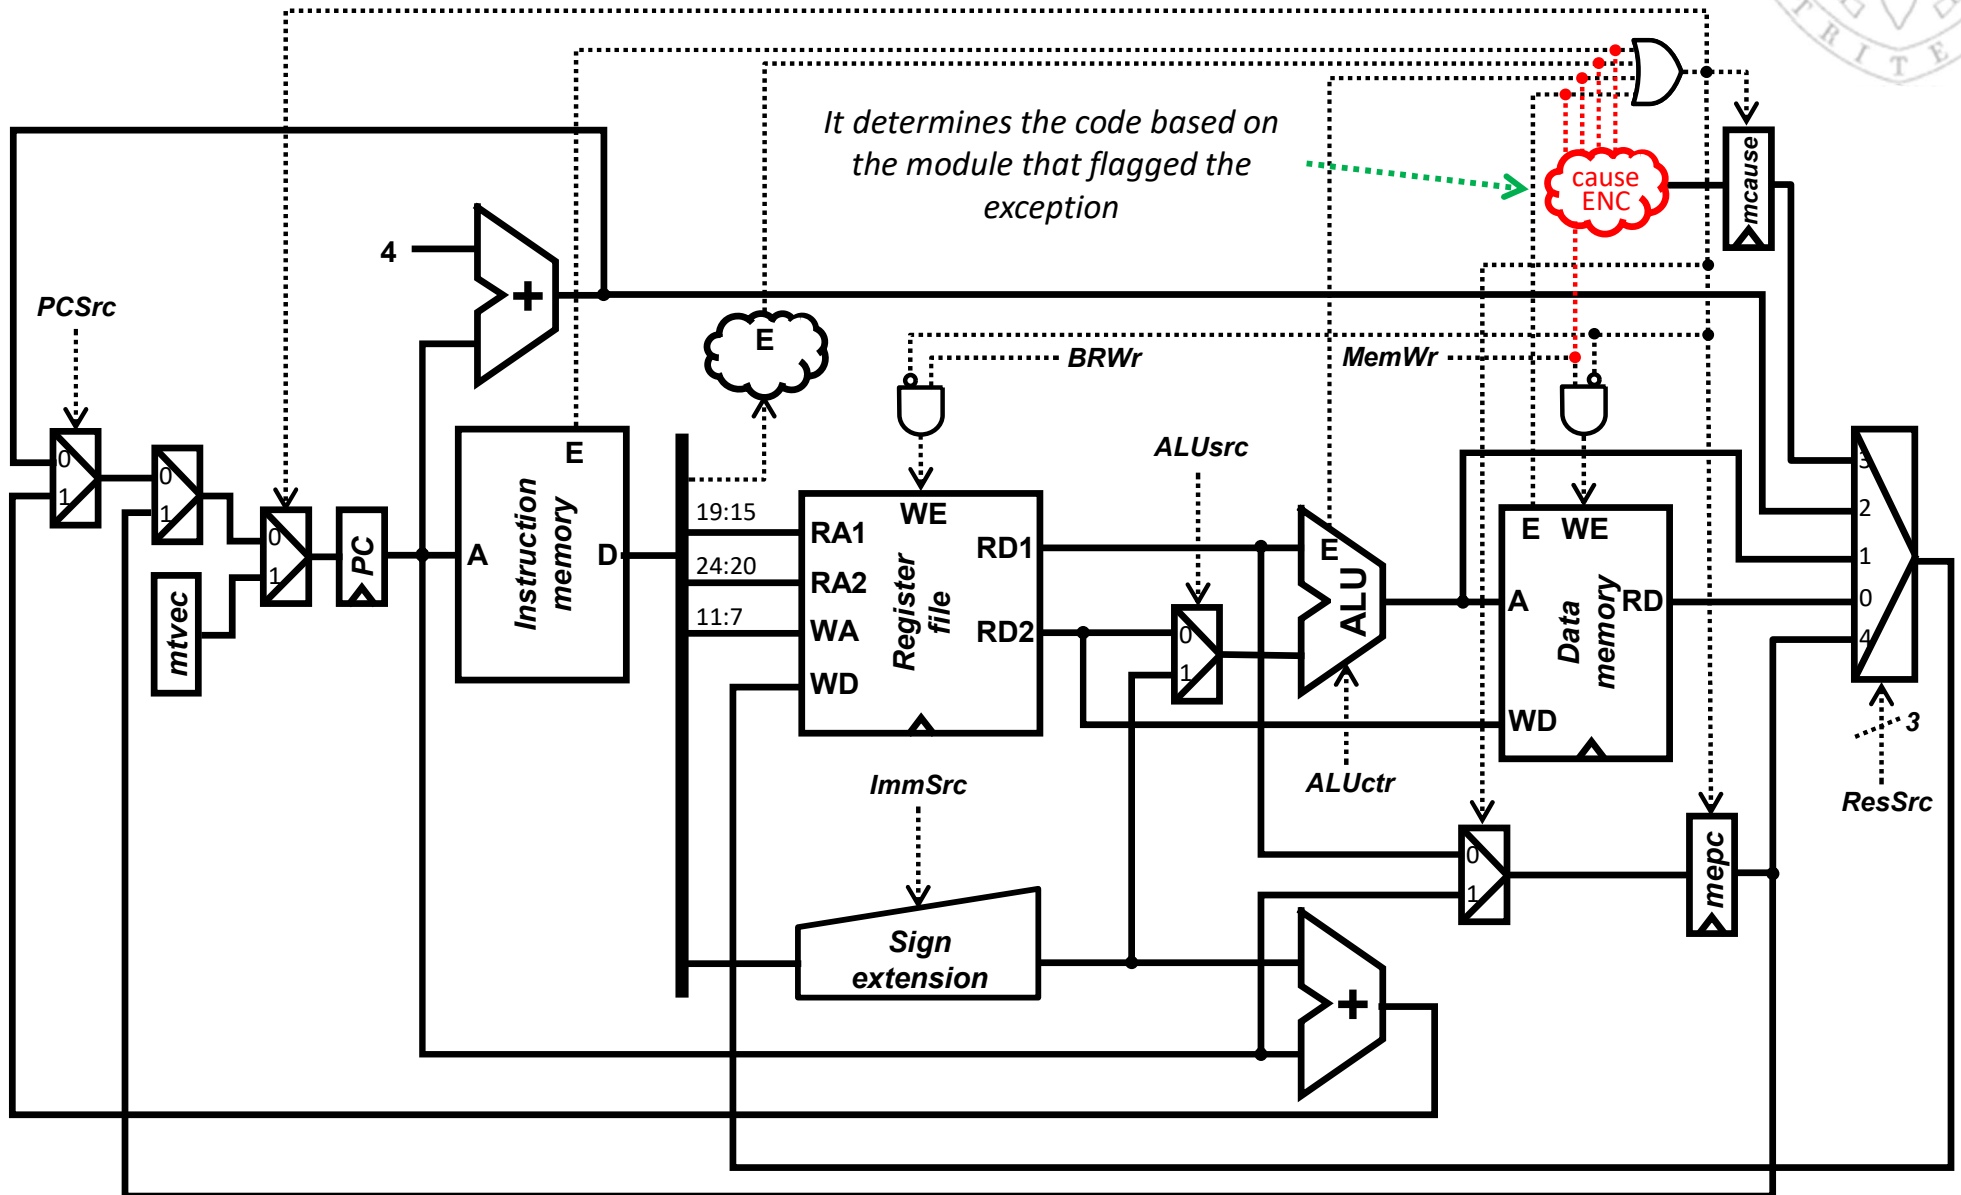 T R I T E
It determines the code based on
the module that flagged the
exception
cause
ENC
mcause
4
+
PCSrc
E
BRWr
MemWr
0
1
0
1
0
1
mtvec
PC
A
E
Instruction
memory
D
19:15
24:20
11:7
WE
RA1
RA2
WA
WD
Register
file
RD1
RD2
ALUsrc
0
1
E
ALU
ALUctr
E
WE
A
RD
Data
memory
WD
3
2
1
0
4
3
ResSrc
ImmSrc
Sign
extension
+
0
1
mepc